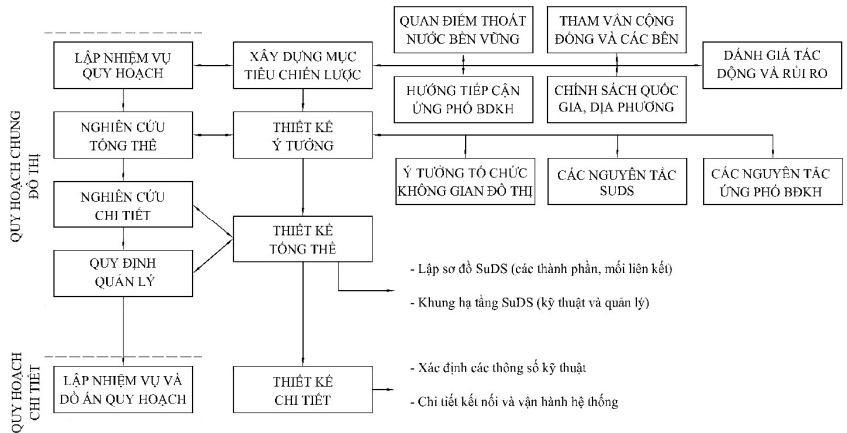 QUAN ĐIỂM THOÁT
NƯỚC BỀN VỮNG
THAM VẤN CỘNG
ĐỒNG VÀ CÁC BÊN
LẬP NHIỆM VỤ
QUY HOẠCH
XÂY DỰNG MỤC
TIÊU CHIẾN LƯỢC
ĐÁNH GIÁ TÁC
ĐỘNG VÀ RỦI RO
HƯỚNG TIẾP CẬN
ỨNG PHÓ BDKH
CHÍNH SÁCH QUỐC
GIA, ĐỊA PHƯƠNG
QUY HOẠCH CHUNG
ĐÔ THỊ
NGHIÊN CỨU
TỔNG THỂ
THIẾT KẾ
Ý TƯỞNG
Ý TƯỞNG TỔ CHỨC
KHÔNG GIAN ĐÔ THỊ
CÁC NGUYÊN TẮC
SUDS
CÁC NGUYÊN TẮC
ỨNG PHÓ BĐKH
NGHIÊN CỨU
CHI TIẾT
THIẾT KẾ
TỔNG THỂ
QUY ĐỊNH
QUẢN LÝ
- Lập sơ đồ SuDS (các thành phần, mối liên kết)
- Khung hạ tầng SuDS (kỹ thuật và quản lý)
QUY HOẠCH
CHI TIẾT
LẬP NHIỆM VỤ VÀ
ĐỒ ÁN QUY HOẠCH
THIẾT KẾ
CHI TIẾT
- Xác định các thông số kỹ thuật
- Chi tiết kết nối và vận hành hệ thống